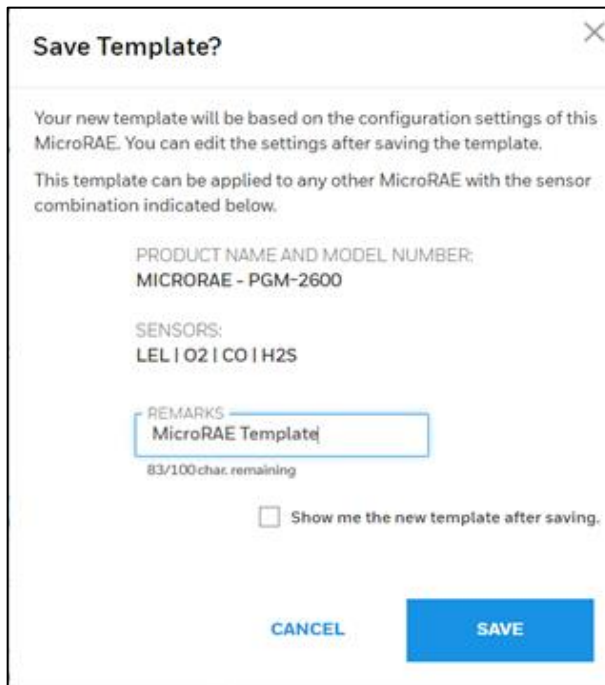 Save Template?
Your new template will be based on the configuration settings of this
MicroRAE. You can edit the settings after saving the template.
This template can be applied to any other MicroRAE with the sensor
combination indicated below.
PRODUCT NAME AND MODEL NUMBER:
MICRORAE - PGM-2600
SENSORS:
LEL | O2 | CO | H2S
REMARKS
MicroRAE Template
83/100 char. remaining
Show me the new template after saving.
CANCEL
SAVE